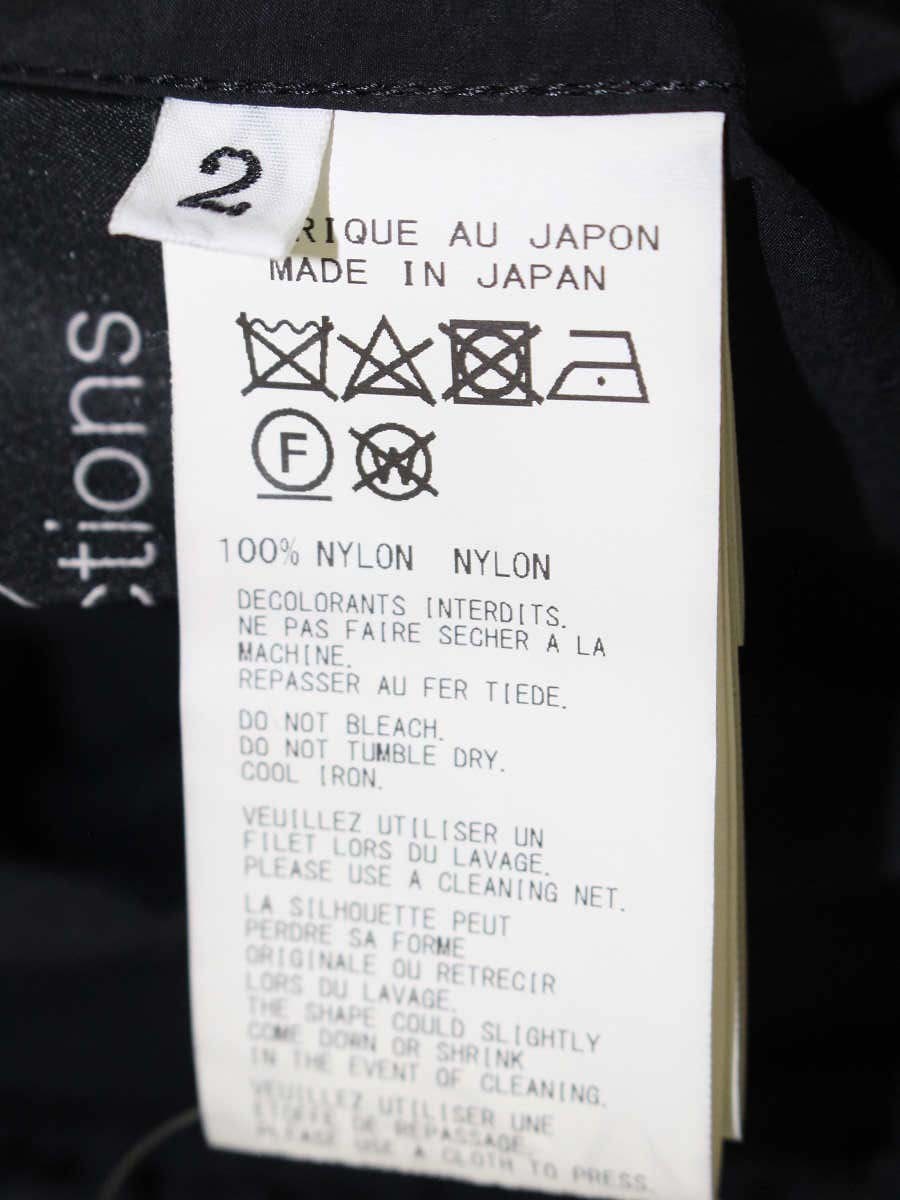 2
RIQUE AU JAPON
MADE IN JAPAN
F
W
100% NYLON NYLON
DECOLORANTS INTERDITS.
NE PAS FAIRE SECHER A LA
MACHINE.
REPASSER AU FER TIEDE.
DO NOT BLEACH.
DO NOT TUMBLE DRY.
COOL IRON.
VEUILLEZ UTILISER UN
FILET LORS DU LAVAGE.
PLEASE USE A CLEANING NET.
LA SILHOUETTE PEUT
PERDRE SA FORME
ORIGINALE OU RETRECIR
LORS DU LAVAGE.
THE SHAPE COULD SLIGHTLY
COME DOWN OR SHRINK
IN THE EVENT OF CLEANING.
VEUILLEZ UTILISER UNE
ETOFFE DE REPASSAGE.
PLEASE USE A CLOTH TO PRESS.
ctions